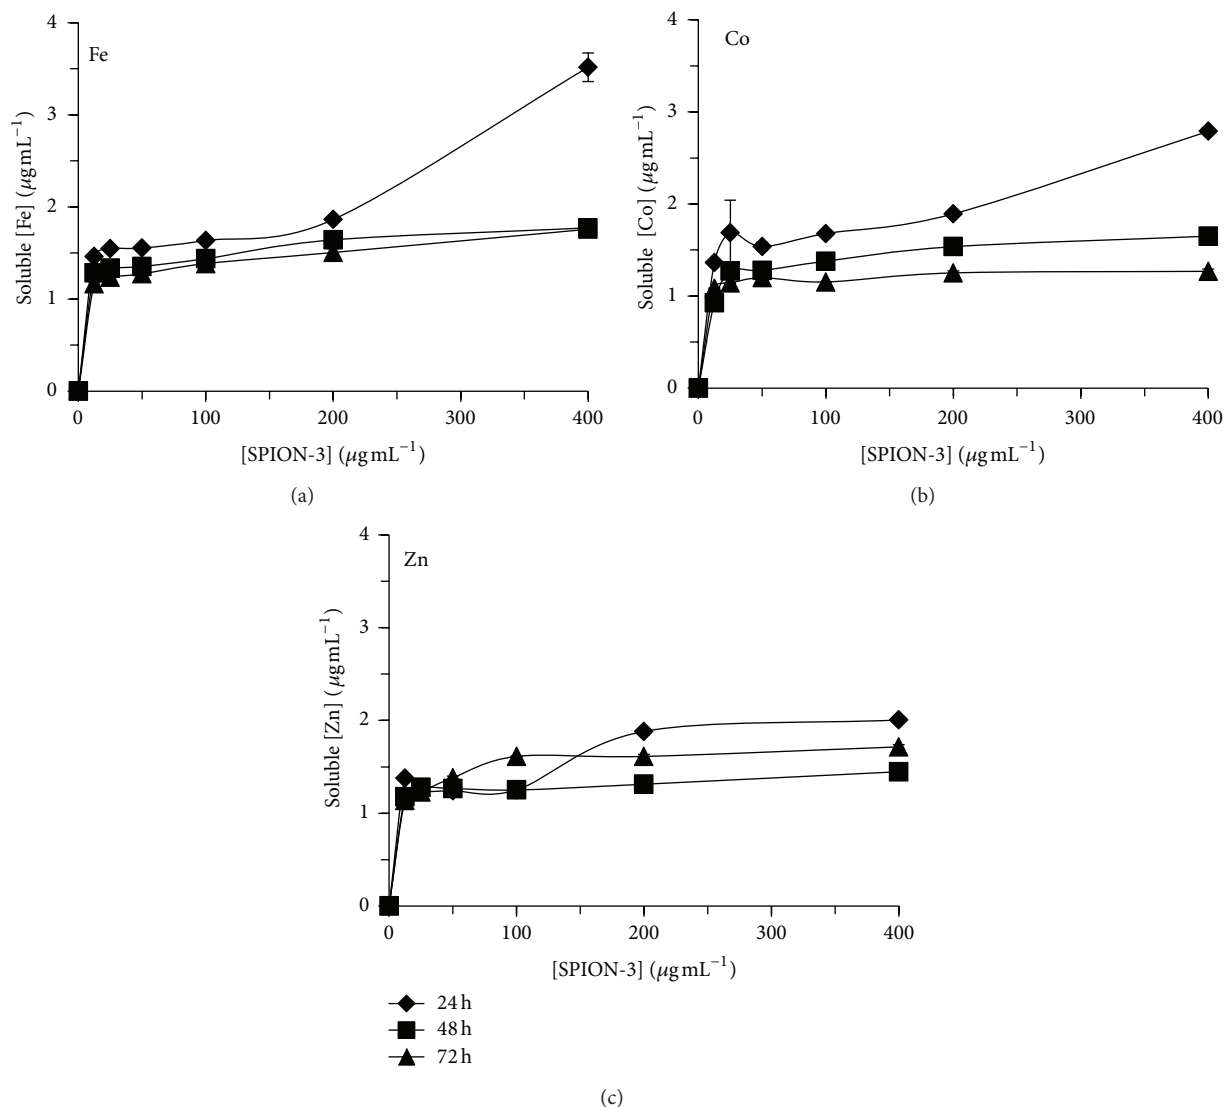 4
3
2
1
0
Fe
Soluble [Fe] (μg mL⁻¹)
0 100 200 300 400
[SPION-3] (μg mL⁻¹)
(a)
4
3
2
1
0
Co
Soluble [Co] (μg mL⁻¹)
0 100 200 300 400
[SPION-3] (μg mL⁻¹)
(b)
4
3
2
1
0
Zn
Soluble [Zn] (μg mL⁻¹)
0 100 200 300 400
[SPION-3] (μg mL⁻¹)
24 h
48 h
72 h
(c)